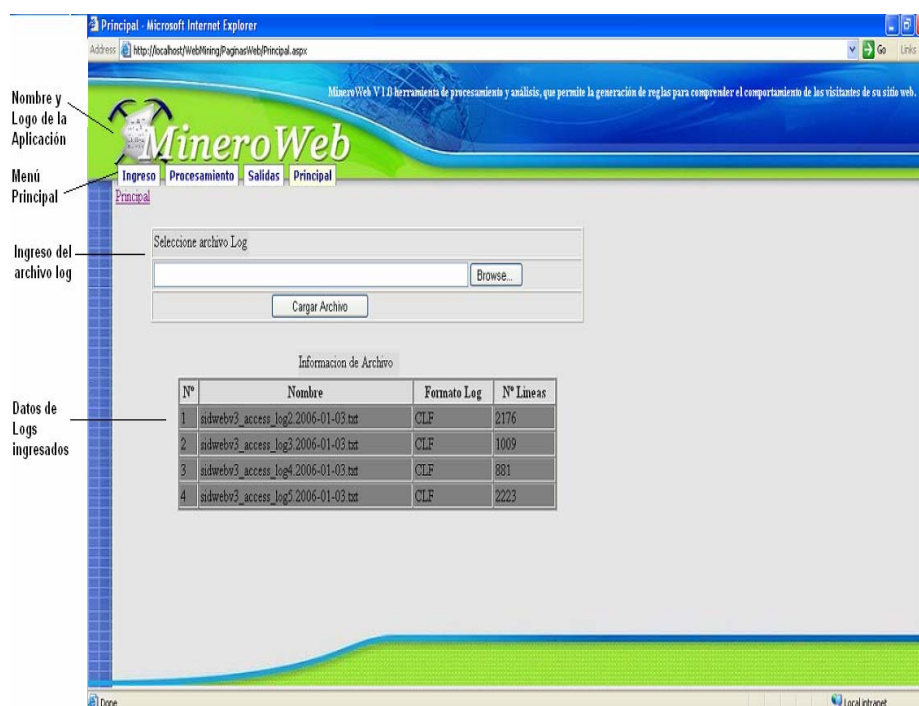 Principal - Microsoft Internet Explorer
Address http://localhost/WebMining/PaginasWeb/Principal.aspx Go Links
MineroWeb V1.0 herramienta de procesamiento y análisis, que permite la generación de reglas para comprender el comportamiento de los visitantes de su sitio web.
Nombre y
Logo de la
Aplicación
MineroWeb
Menú
Principal
Ingreso Procesamiento Salidas Principal
Principal
Ingreso del
archivo log
Seleccione archivo Log
Browse...
Cargar Archivo
Informacion de Archivo
Nº Nombre Formato Log Nº Lineas
Datos de
Logs
ingresados
1 sidwebv3_access_log2.2006-01-03.txt CLF 2176
2 sidwebv3_access_log3.2006-01-03.txt CLF 1009
3 sidwebv3_access_log4.2006-01-03.txt CLF 881
4 sidwebv3_access_log5.2006-01-03.txt CLF 2223
Done Local intranet